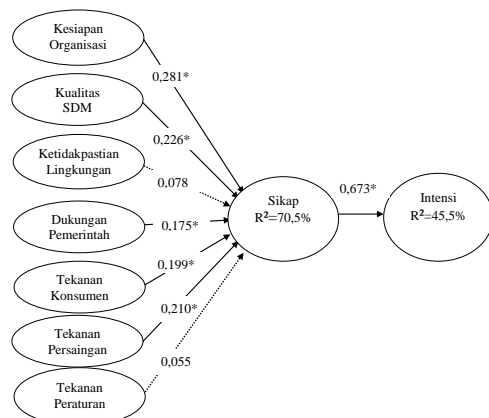 Kesiapan
Organisasi
0,281*
Kualitas
SDM
0,226*
Ketidakpastian
Lingkungan
0,078
Dukungan
Pemerintah
0,175*
Tekanan
Konsumen
0,199*
Tekanan
Persaingan
0,210*
Tekanan
Peraturan
0,055
Sikap
R²=70,5%
0,673*
Intensi
R²=45,5%